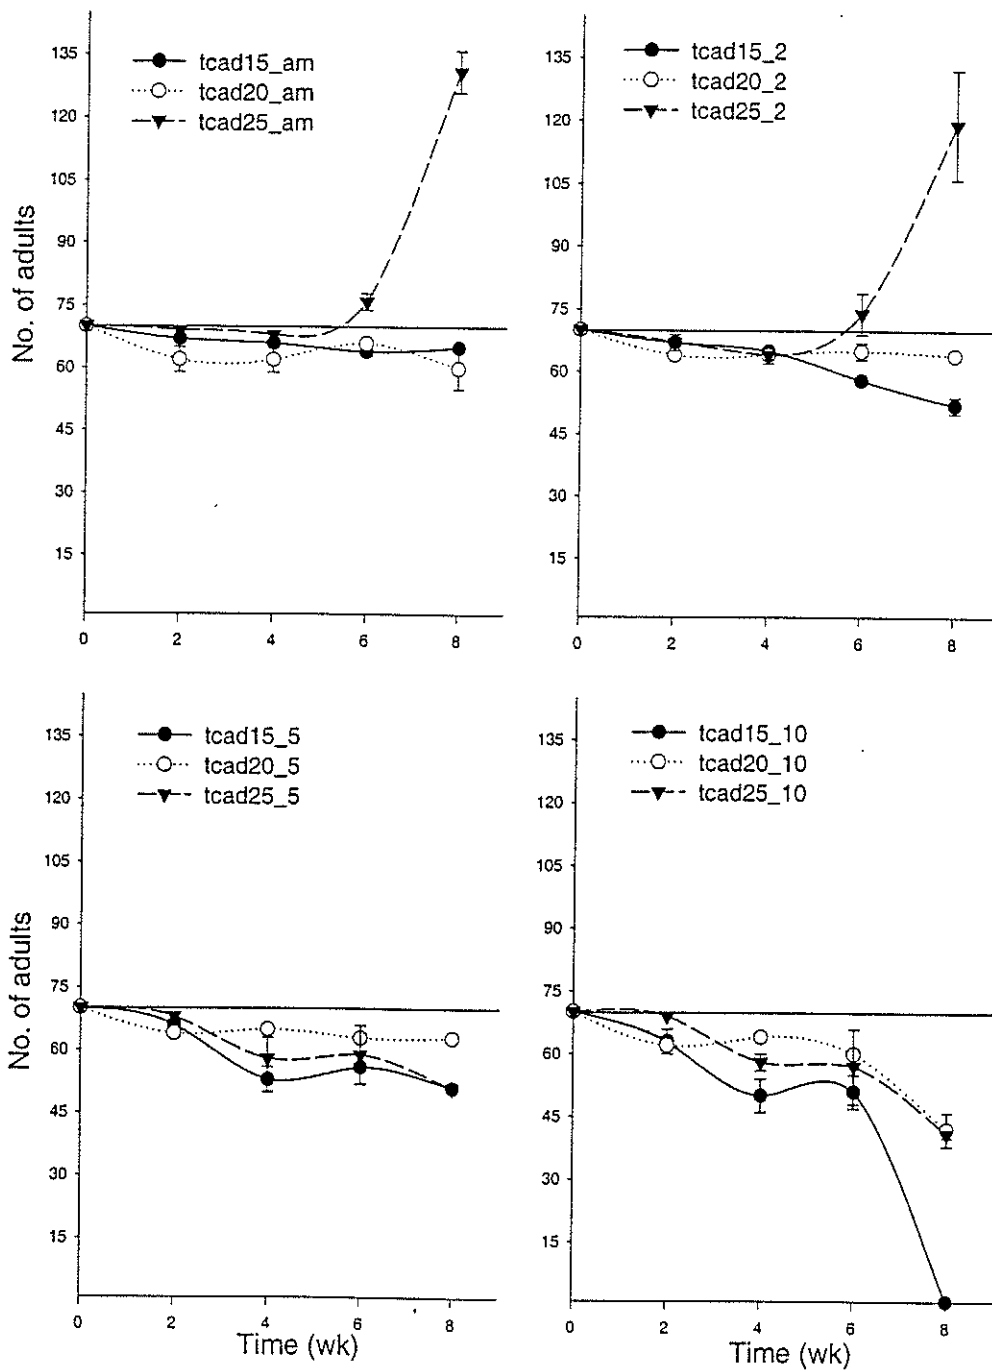 135
120
105
90
75
60
45
30
15
No. of adults
tcad15_am
tcad20_am
tcad25_am
0 2 4 6 8
135
120
105
90
75
60
45
30
15
tcad15_2
tcad20_2
tcad25_2
0 2 4 6 8
135
120
105
90
75
60
45
30
15
No. of adults
tcad15_5
tcad20_5
tcad25_5
0 2 4 6 8
Time (wk)
135
120
105
90
75
60
45
30
15
tcad15_10
tcad20_10
tcad25_10
0 2 4 6 8
Time (wk)